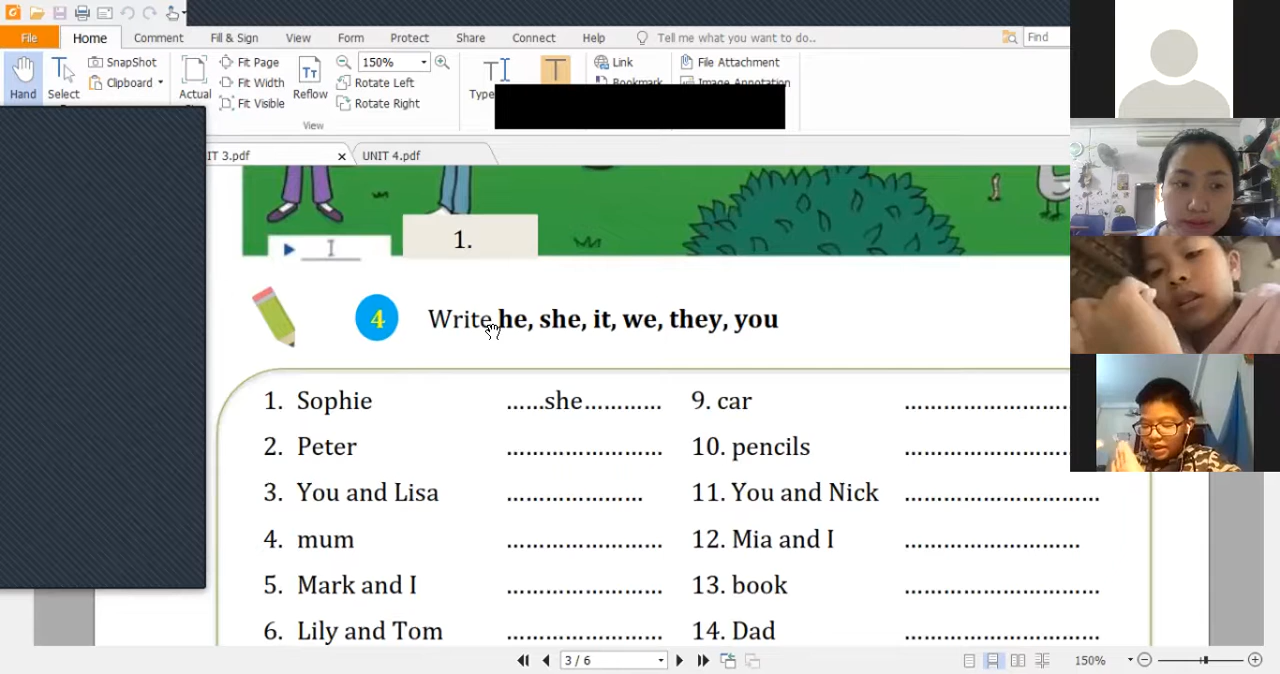 File Home Comment Fill & Sign View Form Protect Share Connect Help Tell me what you want to do.. Find
Hand Select SnapShot Clipboard Actual Fit Page Fit Width Fit Visible Reflow 150% Rotate Left Rotate Right Link Bookmark File Attachment Image Annotation
View
IT 3.pdf UNIT 4.pdf
1.
4 Write he, she, it, we, they, you
1. Sophie ......she............ 9. car ..............................
2. Peter .............................. 10. pencils ..............................
3. You and Lisa .............................. 11. You and Nick ..............................
4. mum .............................. 12. Mia and I ..............................
5. Mark and I .............................. 13. book ..............................
6. Lily and Tom .............................. 14. Dad ..............................
3 / 6 150%